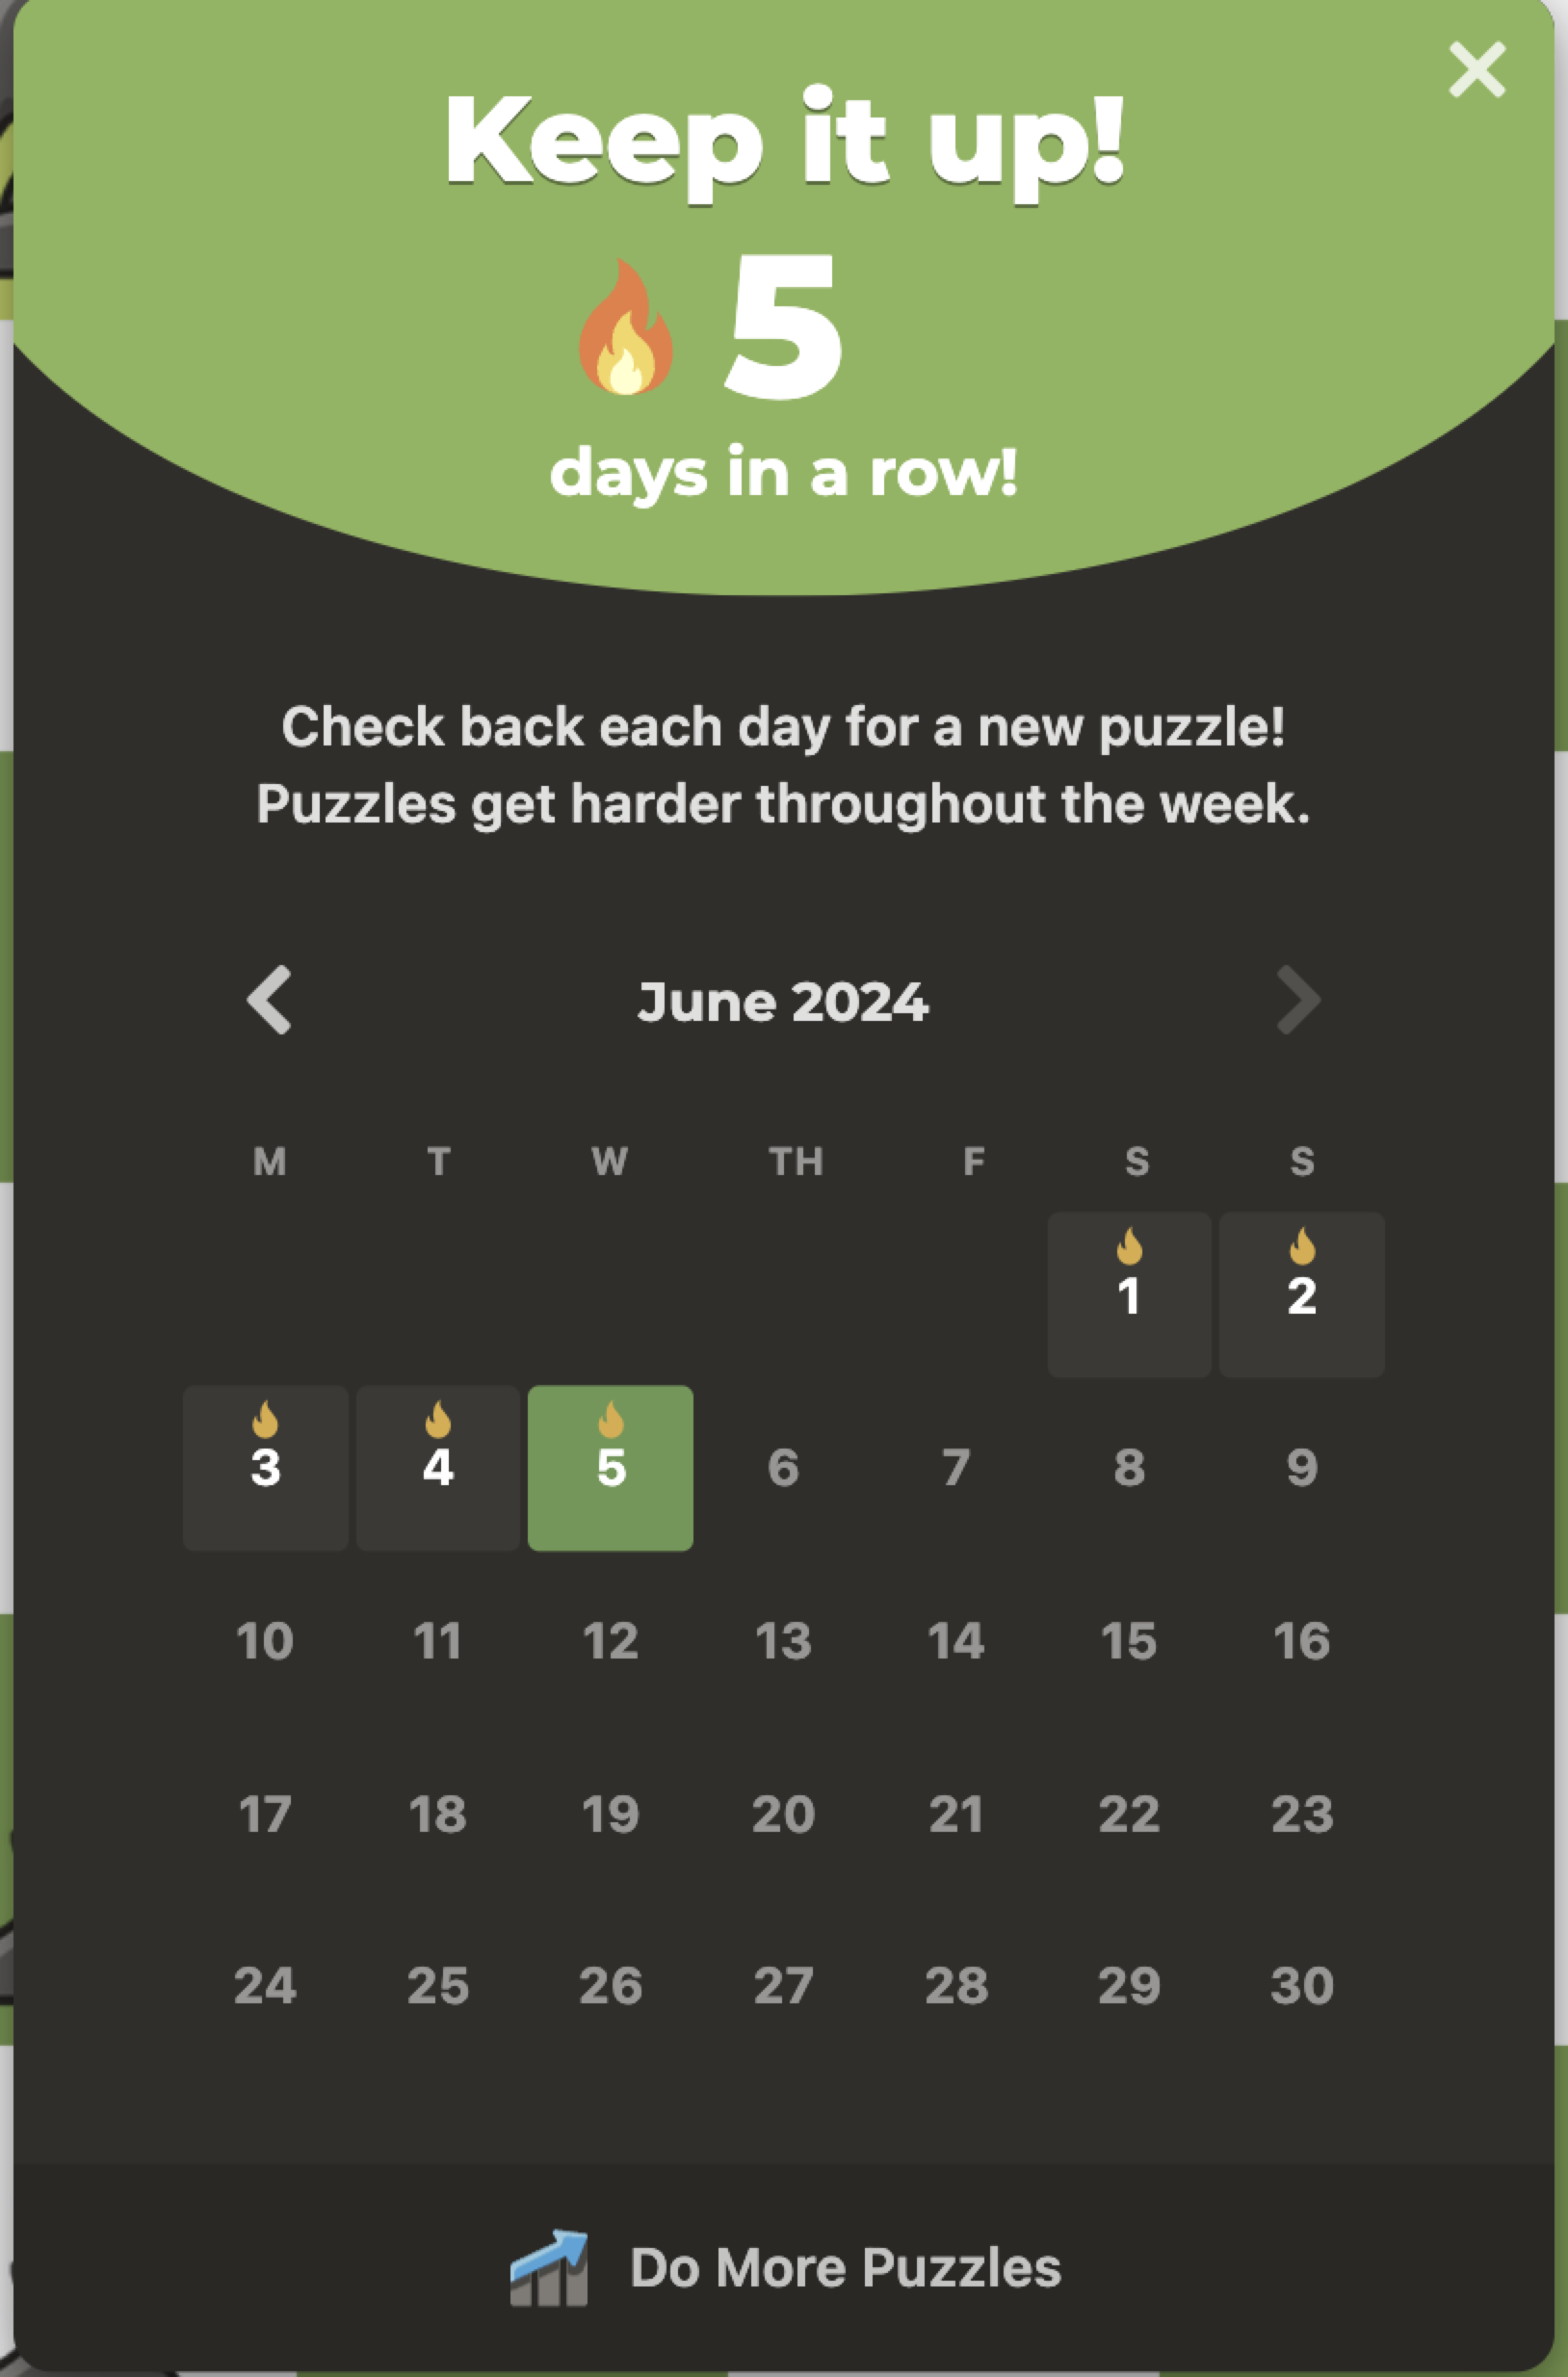 Keep it up!
5
days in a row!
Check back each day for a new puzzle!
Puzzles get harder throughout the week.
June 2024
M T W TH F S S
1 2
3 4 5 6 7 8 9
10 11 12 13 14 15 16
17 18 19 20 21 22 23
24 25 26 27 28 29 30
Do More Puzzles